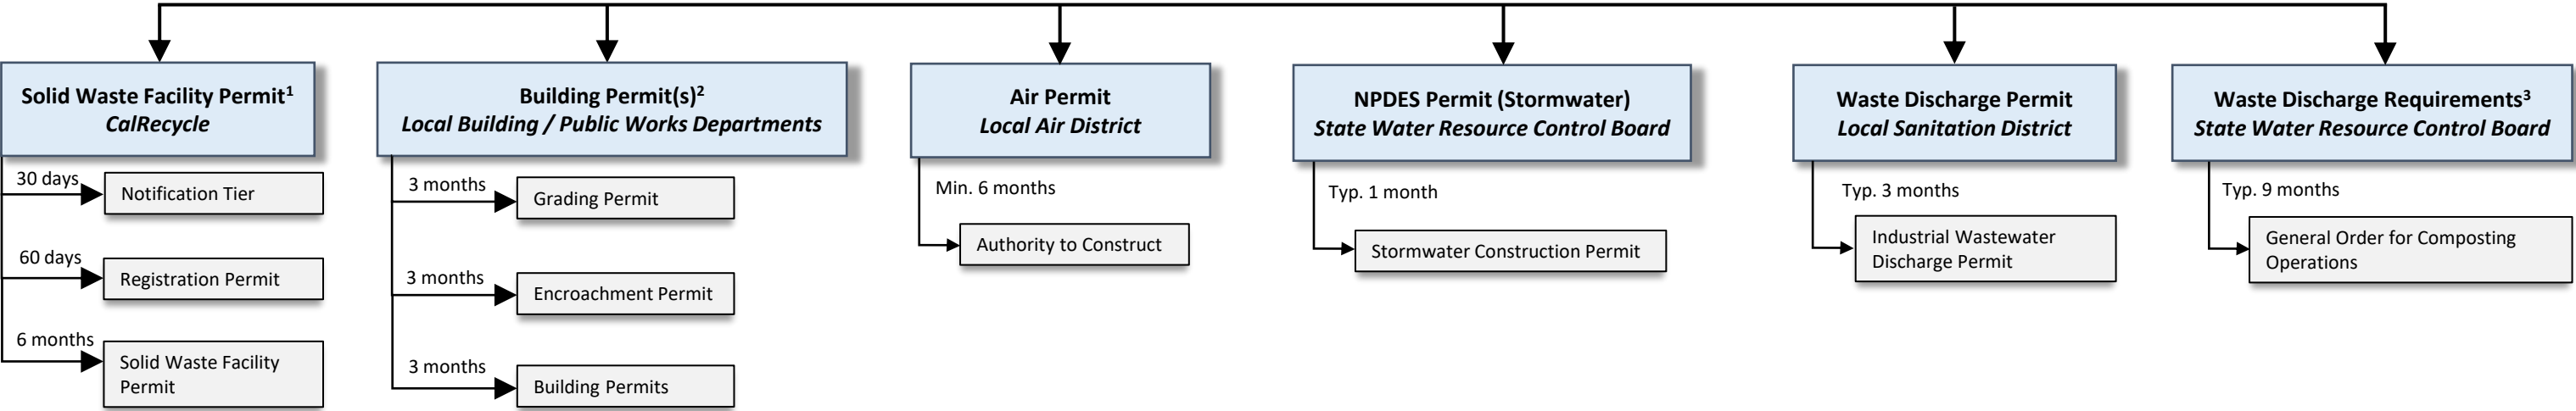 Solid Waste Facility Permit¹
CalRecycle
30 days
Notification Tier
60 days
Registration Permit
6 months
Solid Waste Facility
Permit
Building Permit(s)²
Local Building / Public Works Departments
3 months
Grading Permit
3 months
Encroachment Permit
3 months
Building Permits
Air Permit
Local Air District
Min. 6 months
Authority to Construct
NPDES Permit (Stormwater)
State Water Resource Control Board
Typ. 1 month
Stormwater Construction Permit
Waste Discharge Permit
Local Sanitation District
Typ. 3 months
Industrial Wastewater
Discharge Permit
Waste Discharge Requirements³
State Water Resource Control Board
Typ. 9 months
General Order for Composting
Operations